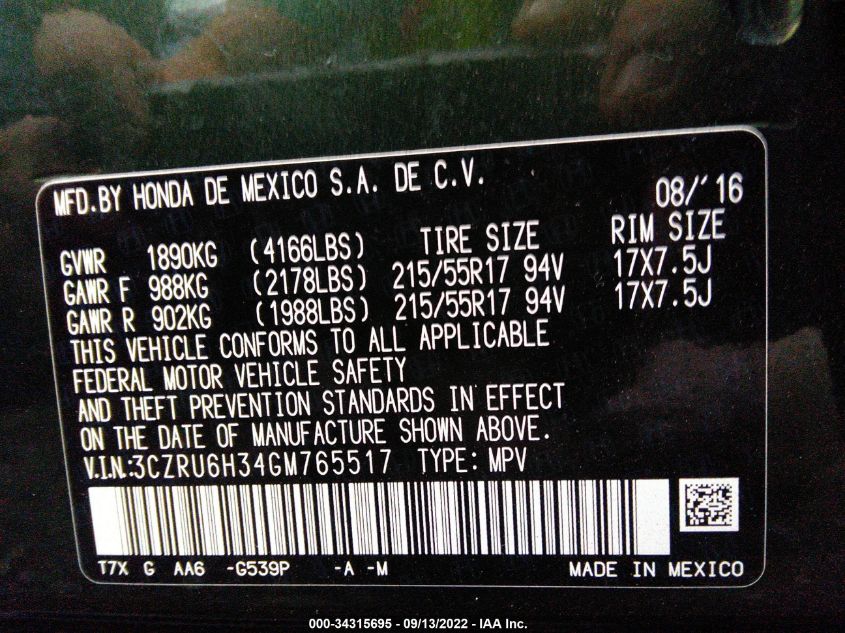 MFD.BY HONDA DE MEXICO S.A. DE C.V. 08/'16
GVWR 1890KG (4166LBS) TIRE SIZE RIM SIZE
GAWR F 988KG (2178LBS) 215/55R17 94V 17X7.5J
GAWR R 902KG (1988LBS) 215/55R17 94V 17X7.5J
THIS VEHICLE CONFORMS TO ALL APPLICABLE
FEDERAL MOTOR VEHICLE SAFETY
AND THEFT PREVENTION STANDARDS IN EFFECT
ON THE DATE OF MANUFACTURE SHOWN ABOVE.
V.I.N.:3CZRU6H34GM765517 TYPE: MPV
T7X G AA6 -G539P -A -M MADE IN MEXICO
000-34315695 - 09/13/2022 - IAA Inc.